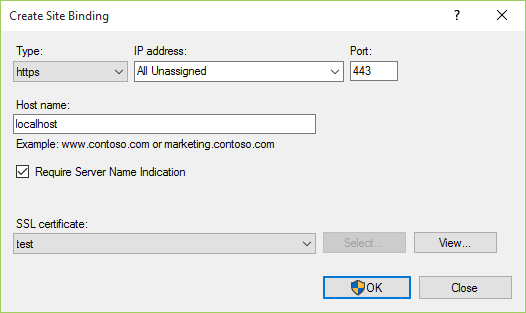 Create Site Binding
?
Type:
IP address:
Port:
https
All Unassigned
443
Host name:
localhost
Example: www.contoso.com or marketing.contoso.com
Require Server Name Indication
SSL certificate:
test
Select...
View...
OK
Close